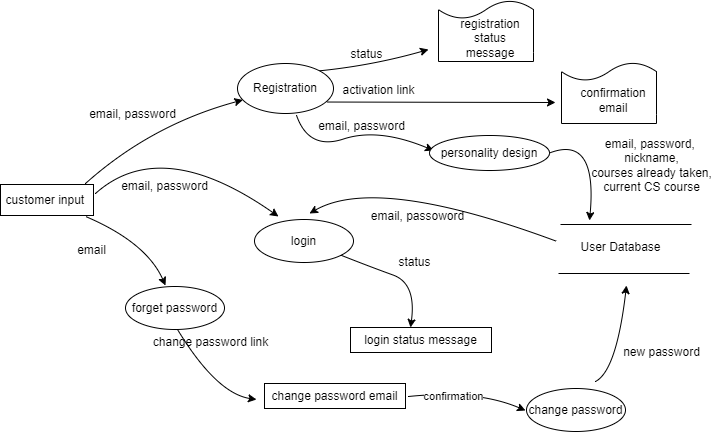 registration
status
message
status
Registration
activation link
confirmation
email
email, password
email, password
personality design
email, password,
nickname,
courses already taken,
current CS course
customer input
email, password
email, passoword
login
User Database
email
status
forget password
change password link
login status message
new password
change password email
confirmation
change password